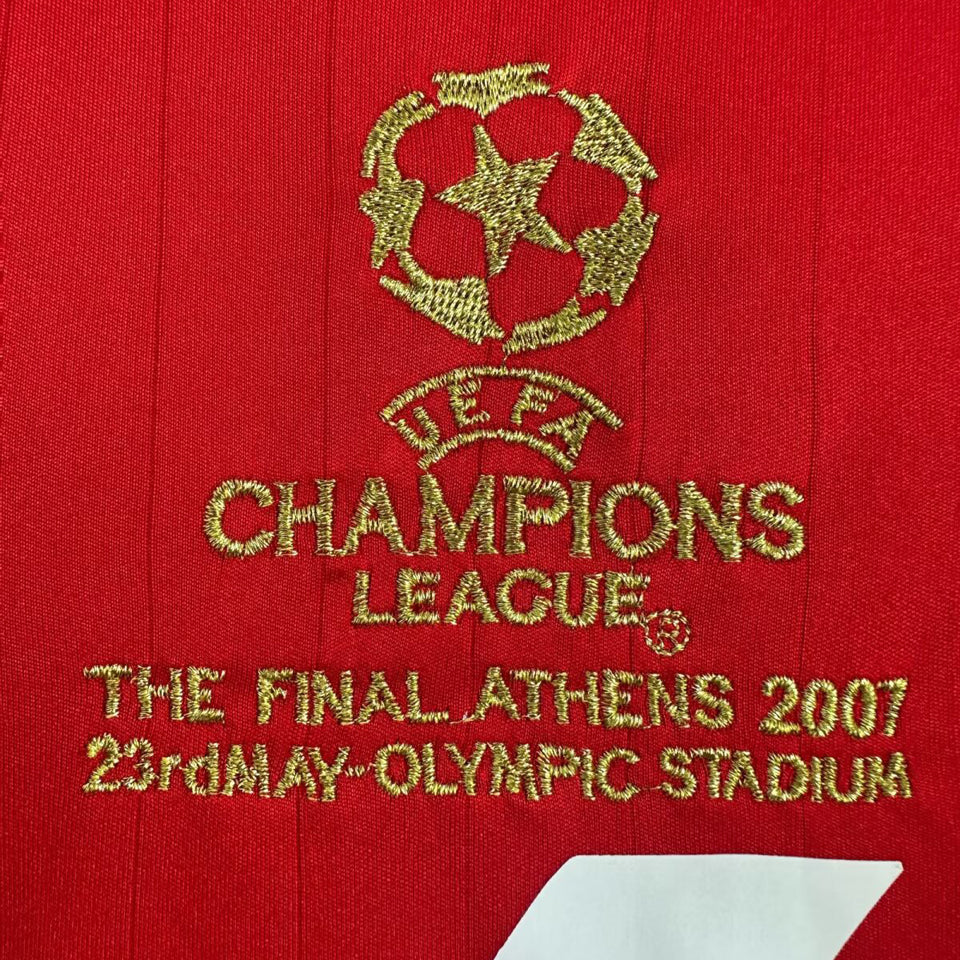 UEFA
CHAMPIONS
LEAGUE®
THE FINAL ATHENS 2007
23rdMAY-OLYMPIC STADIUM